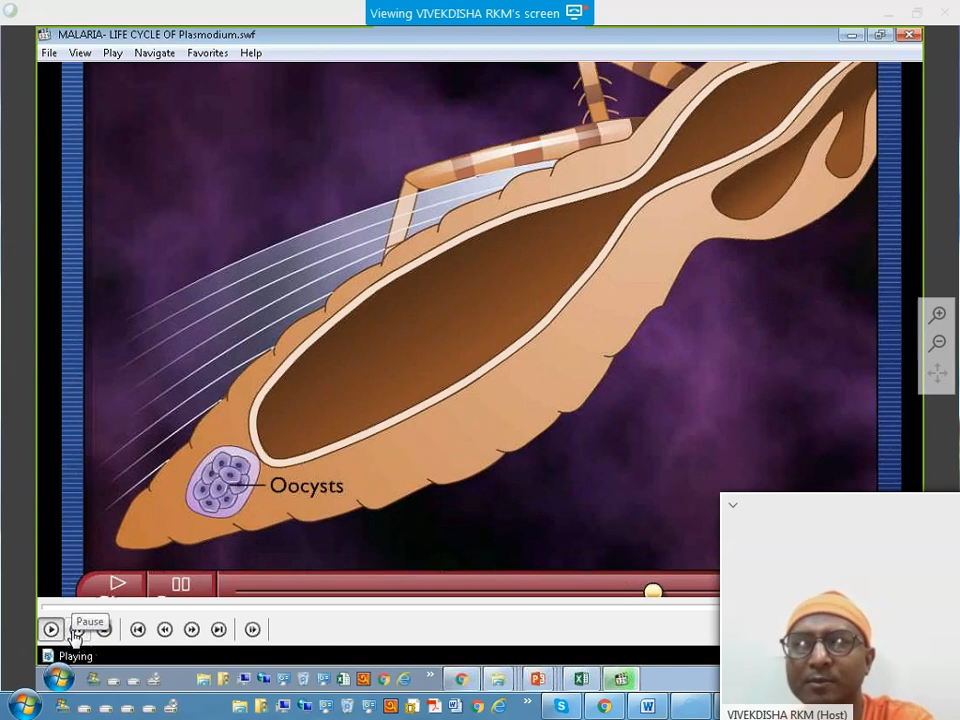 Viewing VIVEKDISHA RKM's screen
MALARIA- LIFE CYCLE OF Plasmodium.swf
File View Play Navigate Favorites Help
Oocysts
Pause
Playing
VIVEKDISHA RKM (Host)